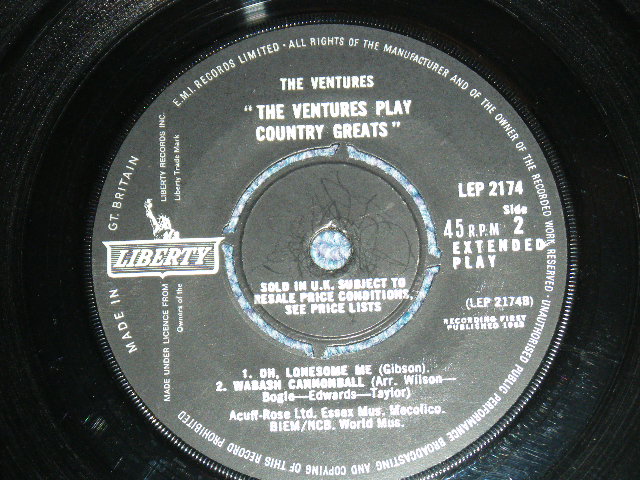 E.M.I. RECORDS LIMITED · ALL RIGHTS OF THE MANUFACTURER AND OF THE OWNER OF THE RECORDED WORK RESERVED · UNAUTHORISED PUBLIC PERFORMANCE BROADCASTING AND COPYING OF THIS RECORD PROHIBITED
MADE IN GT. BRITAIN
THE VENTURES
"THE VENTURES PLAY
COUNTRY GREATS"
LIBERTY RECORDS INC.
Liberty Trade Mark
MADE UNDER LICENCE FROM
Owners of the
LIBERTY
LEP 2174
Side
45 R.P.M 2
EXTENDED
PLAY
(LEP 2174B)
RECORDING FIRST
SOLD IN U.K. SUBJECT TO
RESALE PRICE CONDITIONS,
SEE PRICE LISTS
1. OH, LONESOME ME (Gibson).
2. WABASH CANNONBALL (Arr. Wilson—
Bogle—Edwards—Taylor)
Acuff-Rose Ltd. Essex Mus. Mecolico.
BIEM/NCB. World Mus.